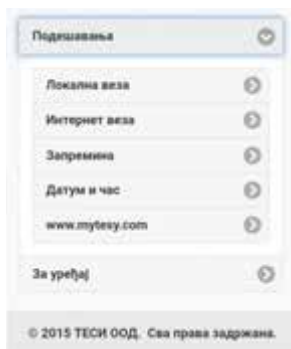 Подешавања
Локална веза
Интернет веза
Запремина
Датум и час
www.mytesy.com
За уређај
© 2015 ТЕСИ ООД. Сва права задржана.